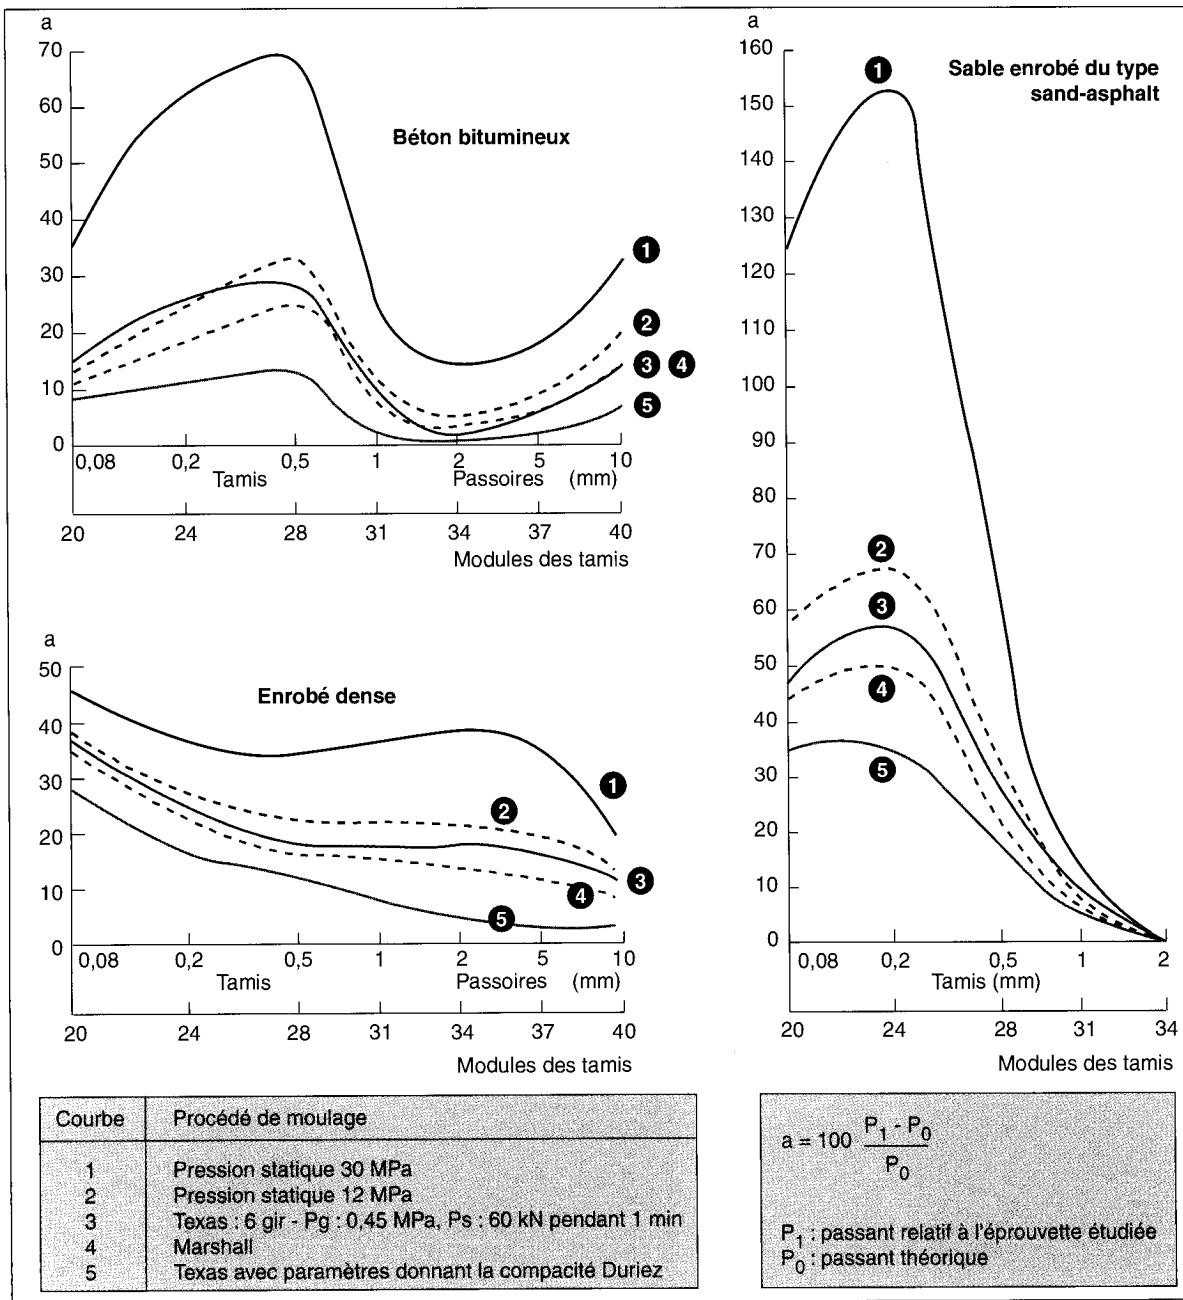 a
70
60
50
40
30
20
10
0
Béton bitumineux
1
2
3 4
5
0,08 0,2 0,5 1 2 5 10
Tamis Passoires (mm)
20 24 28 31 34 37 40
Modules des tamis
a
50
40
30
20
10
0
Enrobé dense
1
2
3
4
5
0,08 0,2 0,5 1 2 5 10
Tamis Passoires (mm)
20 24 28 31 34 37 40
Modules des tamis
a
160
150
140
130
120
110
100
90
80
70
60
50
40
30
20
10
0
Sable enrobé du type
sand-asphalt
1
2
3
4
5
0,08 0,2 0,5 1 2
Tamis (mm)
20 24 28 31 34
Modules des tamis
Courbe Procédé de moulage
1 Pression statique 30 MPa
2 Pression statique 12 MPa
3 Texas : 6 gir - Pg : 0,45 MPa, Ps : 60 kN pendant 1 min
4 Marshall
5 Texas avec paramètres donnant la compacité Duriez
a = 100 (P₁ - P₀) / P₀
P₁ : passant relatif à l'éprouvette étudiée
P₀ : passant théorique